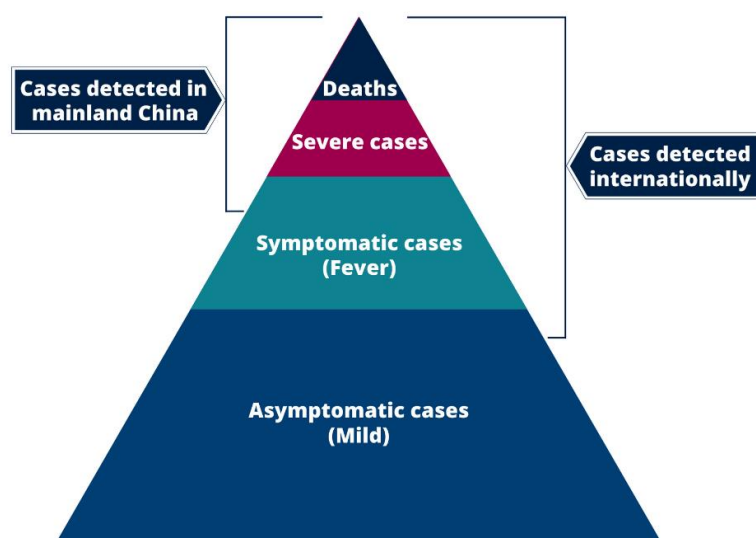 Deaths
Cases detected in
mainland China
Severe cases
Cases detected
internationally
Symptomatic cases
(Fever)
Asymptomatic cases
(Mild)